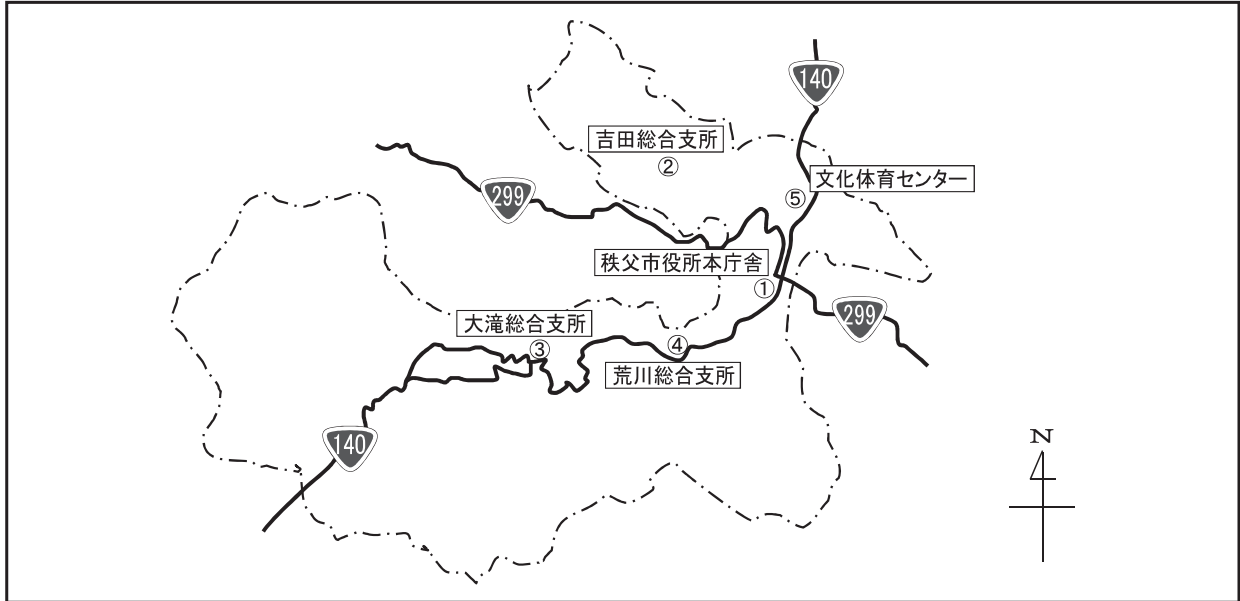 140
吉田総合支所
②
文化体育センター
299
⑤
秩父市役所本庁舎
①
299
大滝総合支所
③
④
荒川総合支所
140
N